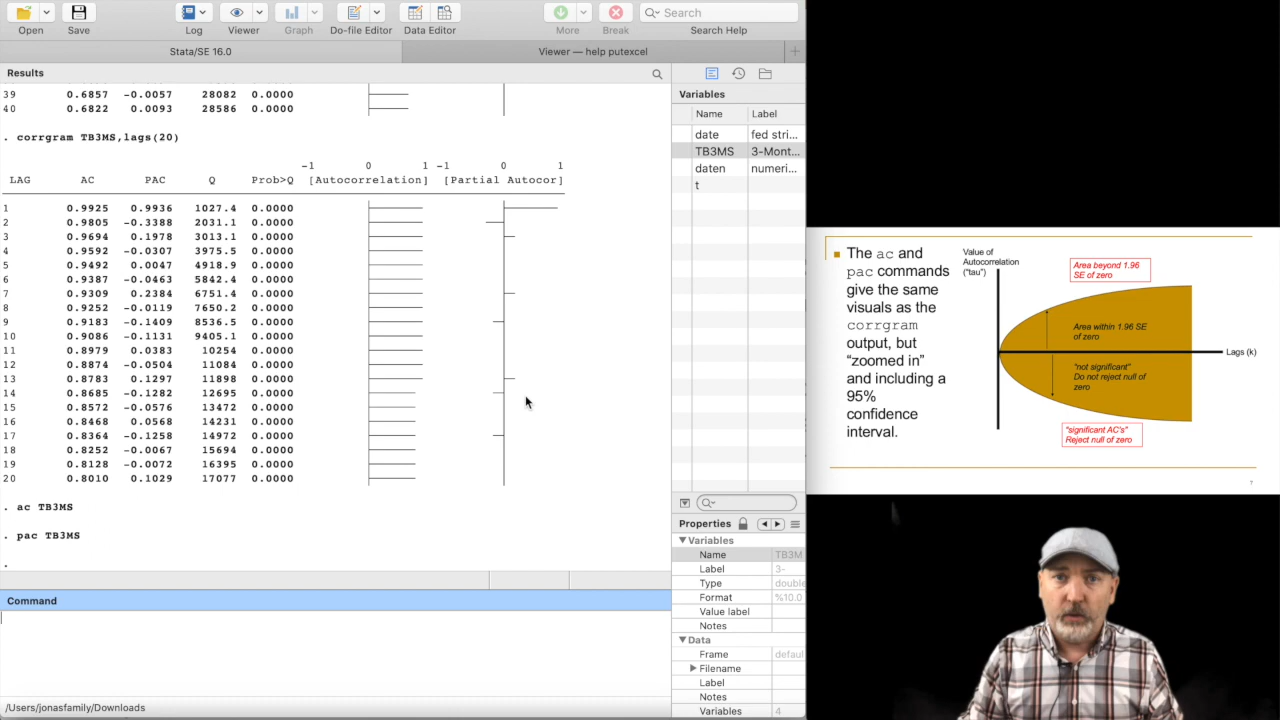 Open Save Log Viewer Graph Do-file Editor Data Editor More Break Search Help
Search
Stata/SE 16.0
Viewer — help putexcel
Results
39 0.6857 -0.0057 28082 0.0000
40 0.6822 0.0093 28586 0.0000
. corrgram TB3MS,lags(20)
-1 0 1 -1 0 1
LAG AC PAC Q Prob>Q [Autocorrelation] [Partial Autocor]
1 0.9925 0.9936 1027.4 0.0000
2 0.9805 -0.3388 2031.1 0.0000
3 0.9694 0.1978 3013.1 0.0000
4 0.9592 -0.0307 3975.5 0.0000
5 0.9492 0.0047 4918.9 0.0000
6 0.9387 -0.0463 5842.4 0.0000
7 0.9309 0.2384 6751.4 0.0000
8 0.9252 -0.0119 7650.2 0.0000
9 0.9183 -0.1409 8536.5 0.0000
10 0.9086 -0.1131 9405.1 0.0000
11 0.8979 0.0383 10254 0.0000
12 0.8874 -0.0504 11084 0.0000
13 0.8783 0.1297 11898 0.0000
14 0.8685 -0.1282 12695 0.0000
15 0.8572 -0.0576 13472 0.0000
16 0.8468 0.0568 14231 0.0000
17 0.8364 -0.1258 14972 0.0000
18 0.8252 -0.0067 15694 0.0000
19 0.8128 -0.0072 16395 0.0000
20 0.8010 0.1029 17077 0.0000
. ac TB3MS
. pac TB3MS
.
Command
/Users/jonasfamily/Downloads
Variables
Name Label
date fed stri...
TB3MS 3-Mont...
daten numeri...
t
Properties
Variables
Name TB3M
Label 3-
Type double
Format %10.0
Value label
Notes
Data
Frame defaul
Filename
Label
Notes
Variables 4
The ac and
pac commands
give the same
visuals as the
corrgram
output, but
“zoomed in”
and including a
95%
confidence
interval.
Value of
Autocorrelation
("tau")
Area beyond 1.96
SE of zero
Area within 1.96 SE
of zero
Lags (k)
"not significant"
Do not reject null of
zero
"significant AC's"
Reject null of zero
7